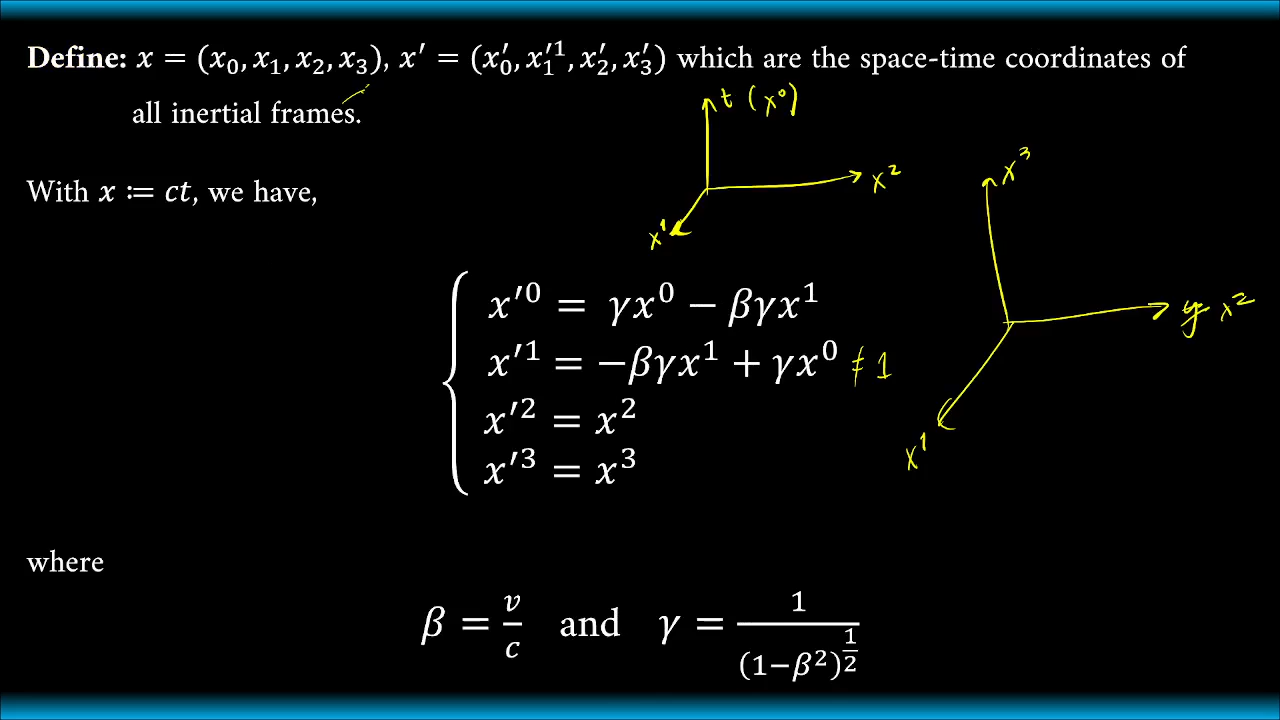 Define: x = (x₀, x₁, x₂, x₃), x′ = (x′₀, x′₁¹, x′₂, x′₃) which are the space-time coordinates of
all inertial frames.
t (x⁰)
x²
x¹
x³
y x²
x¹
With x ≔ ct, we have,
x′⁰ = γx⁰ − βγx¹
x′¹ = −βγx¹ + γx⁰ ≠ 1
x′² = x²
x′³ = x³
where
β = v/c and γ = 1/(1−β²)^(1/2)